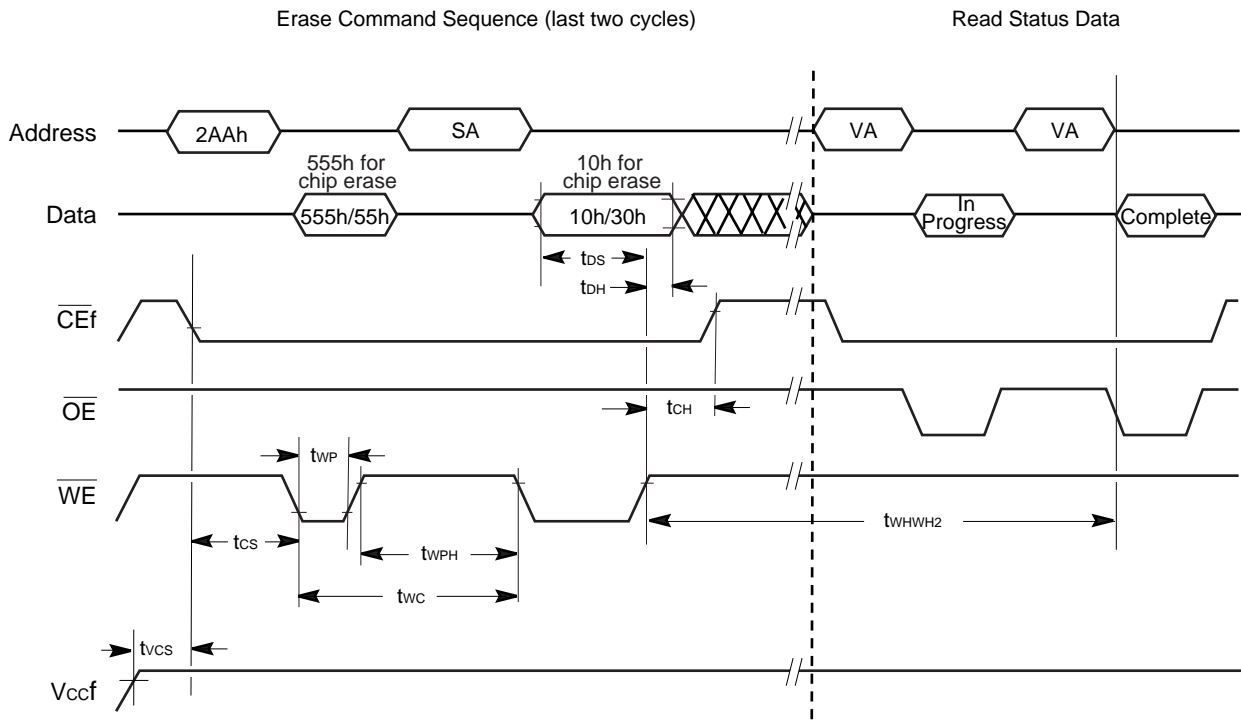 Erase Command Sequence (last two cycles)
Read Status Data
Address
2AAh
SA
VA
VA
555h for
chip erase
10h for
chip erase
Data
555h/55h
10h/30h
In
Progress
Complete
tDS
tDH
CEf
tCH
OE
tWP
WE
tWHWH2
tCS
tWPH
tWC
tVCS
VCCf